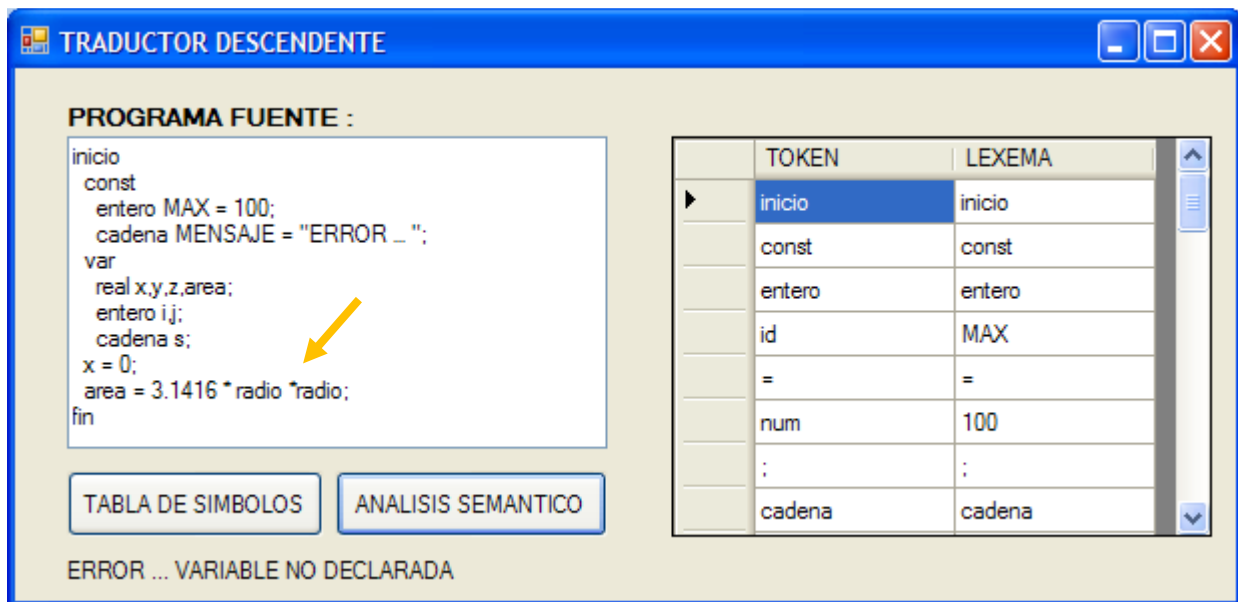 TRADUCTOR DESCENDENTE
PROGRAMA FUENTE :
inicio
const
entero MAX = 100;
cadena MENSAJE = "ERROR ... ";
var
real x,y,z,area;
entero i,j;
cadena s;
x = 0;
area = 3.1416 * radio *radio;
fin
TOKEN LEXEMA
inicio inicio
const const
entero entero
id MAX
= =
num 100
; ;
cadena cadena
TABLA DE SIMBOLOS ANALISIS SEMANTICO
ERROR ... VARIABLE NO DECLARADA